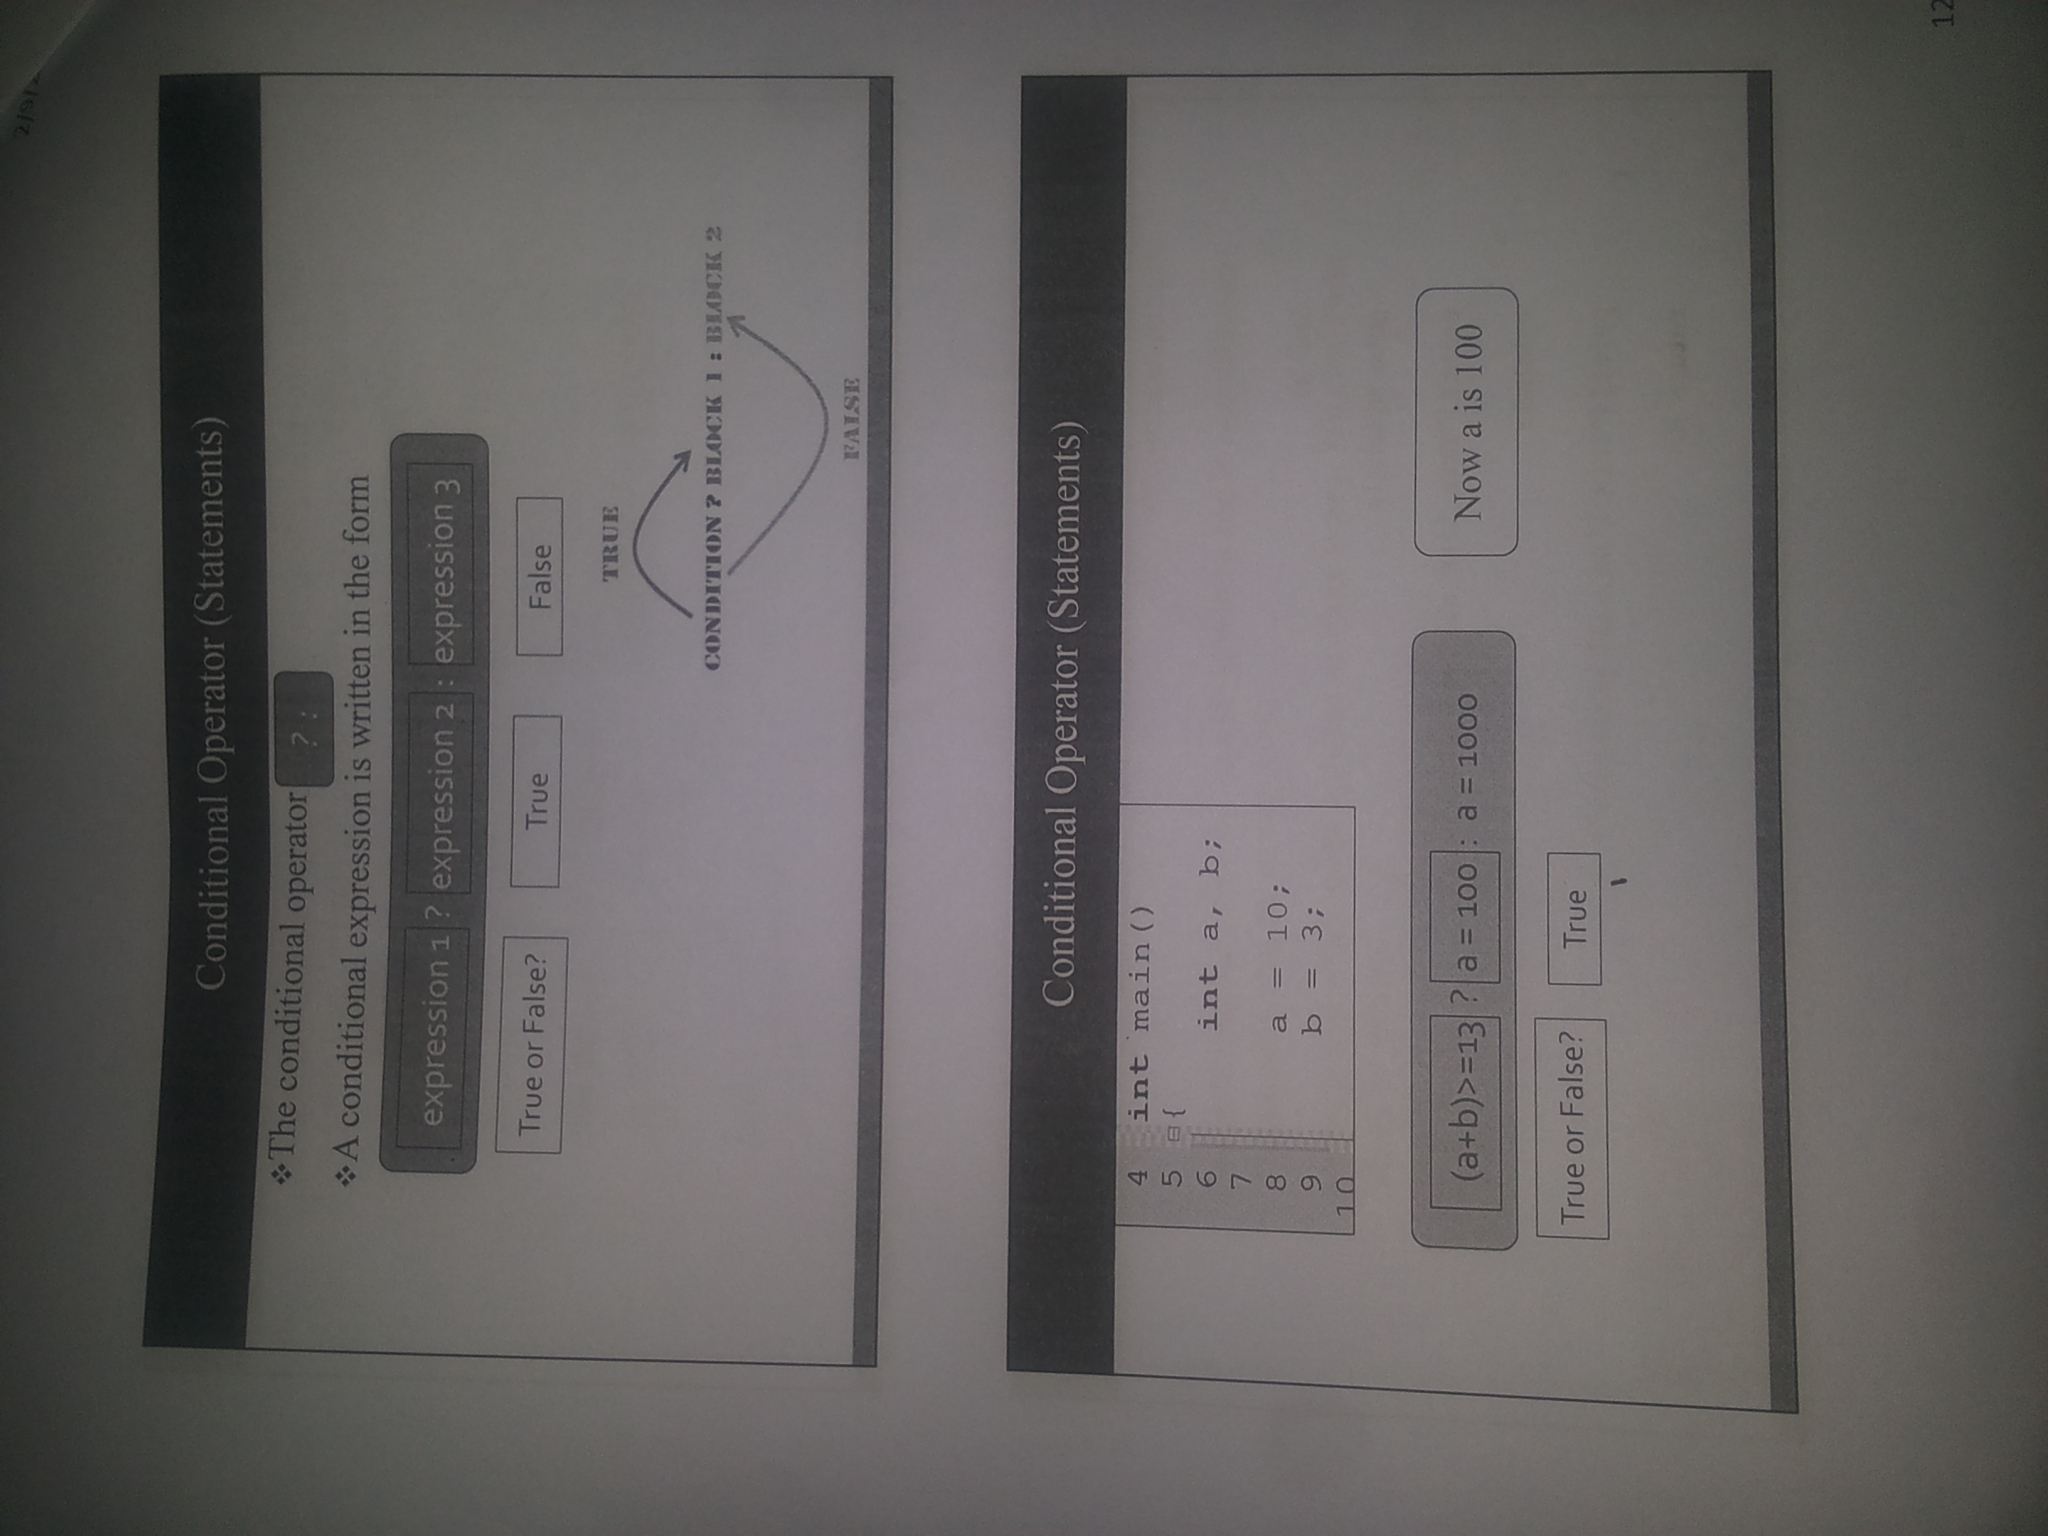 Conditional Operator (Statements)
❖The conditional operator ? :
❖A conditional expression is written in the form
expression 1 ? expression 2 : expression 3
True or False? True False
TRUE
CONDITION ? BLOCK 1 : BLOCK 2
FALSE
Conditional Operator (Statements)
4 int main()
5 {
6 int a, b;
7
8 a = 10;
9 b = 3;
10
(a+b)>=13 ? a = 100 : a = 1000 Now a is 100
True or False? True
12